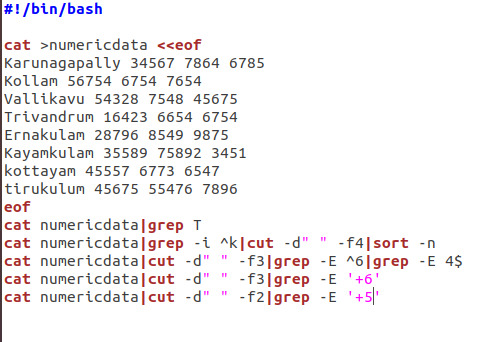 #!/bin/bash
cat >numericdata <<eof
Karunagapally 34567 7864 6785
Kollam 56754 6754 7654
Vallikavu 54328 7548 45675
Trivandrum 16423 6654 6754
Ernakulam 28796 8549 9875
Kayamkulam 35589 75892 3451
kottayam 45557 6773 6547
tirukulum 45675 55476 7896
eof
cat numericdata|grep T
cat numericdata|grep -i ^k|cut -d" " -f4|sort -n
cat numericdata|cut -d" " -f3|grep -E ^6|grep -E 4$
cat numericdata|cut -d" " -f3|grep -E '+6'
cat numericdata|cut -d" " -f2|grep -E '+5'